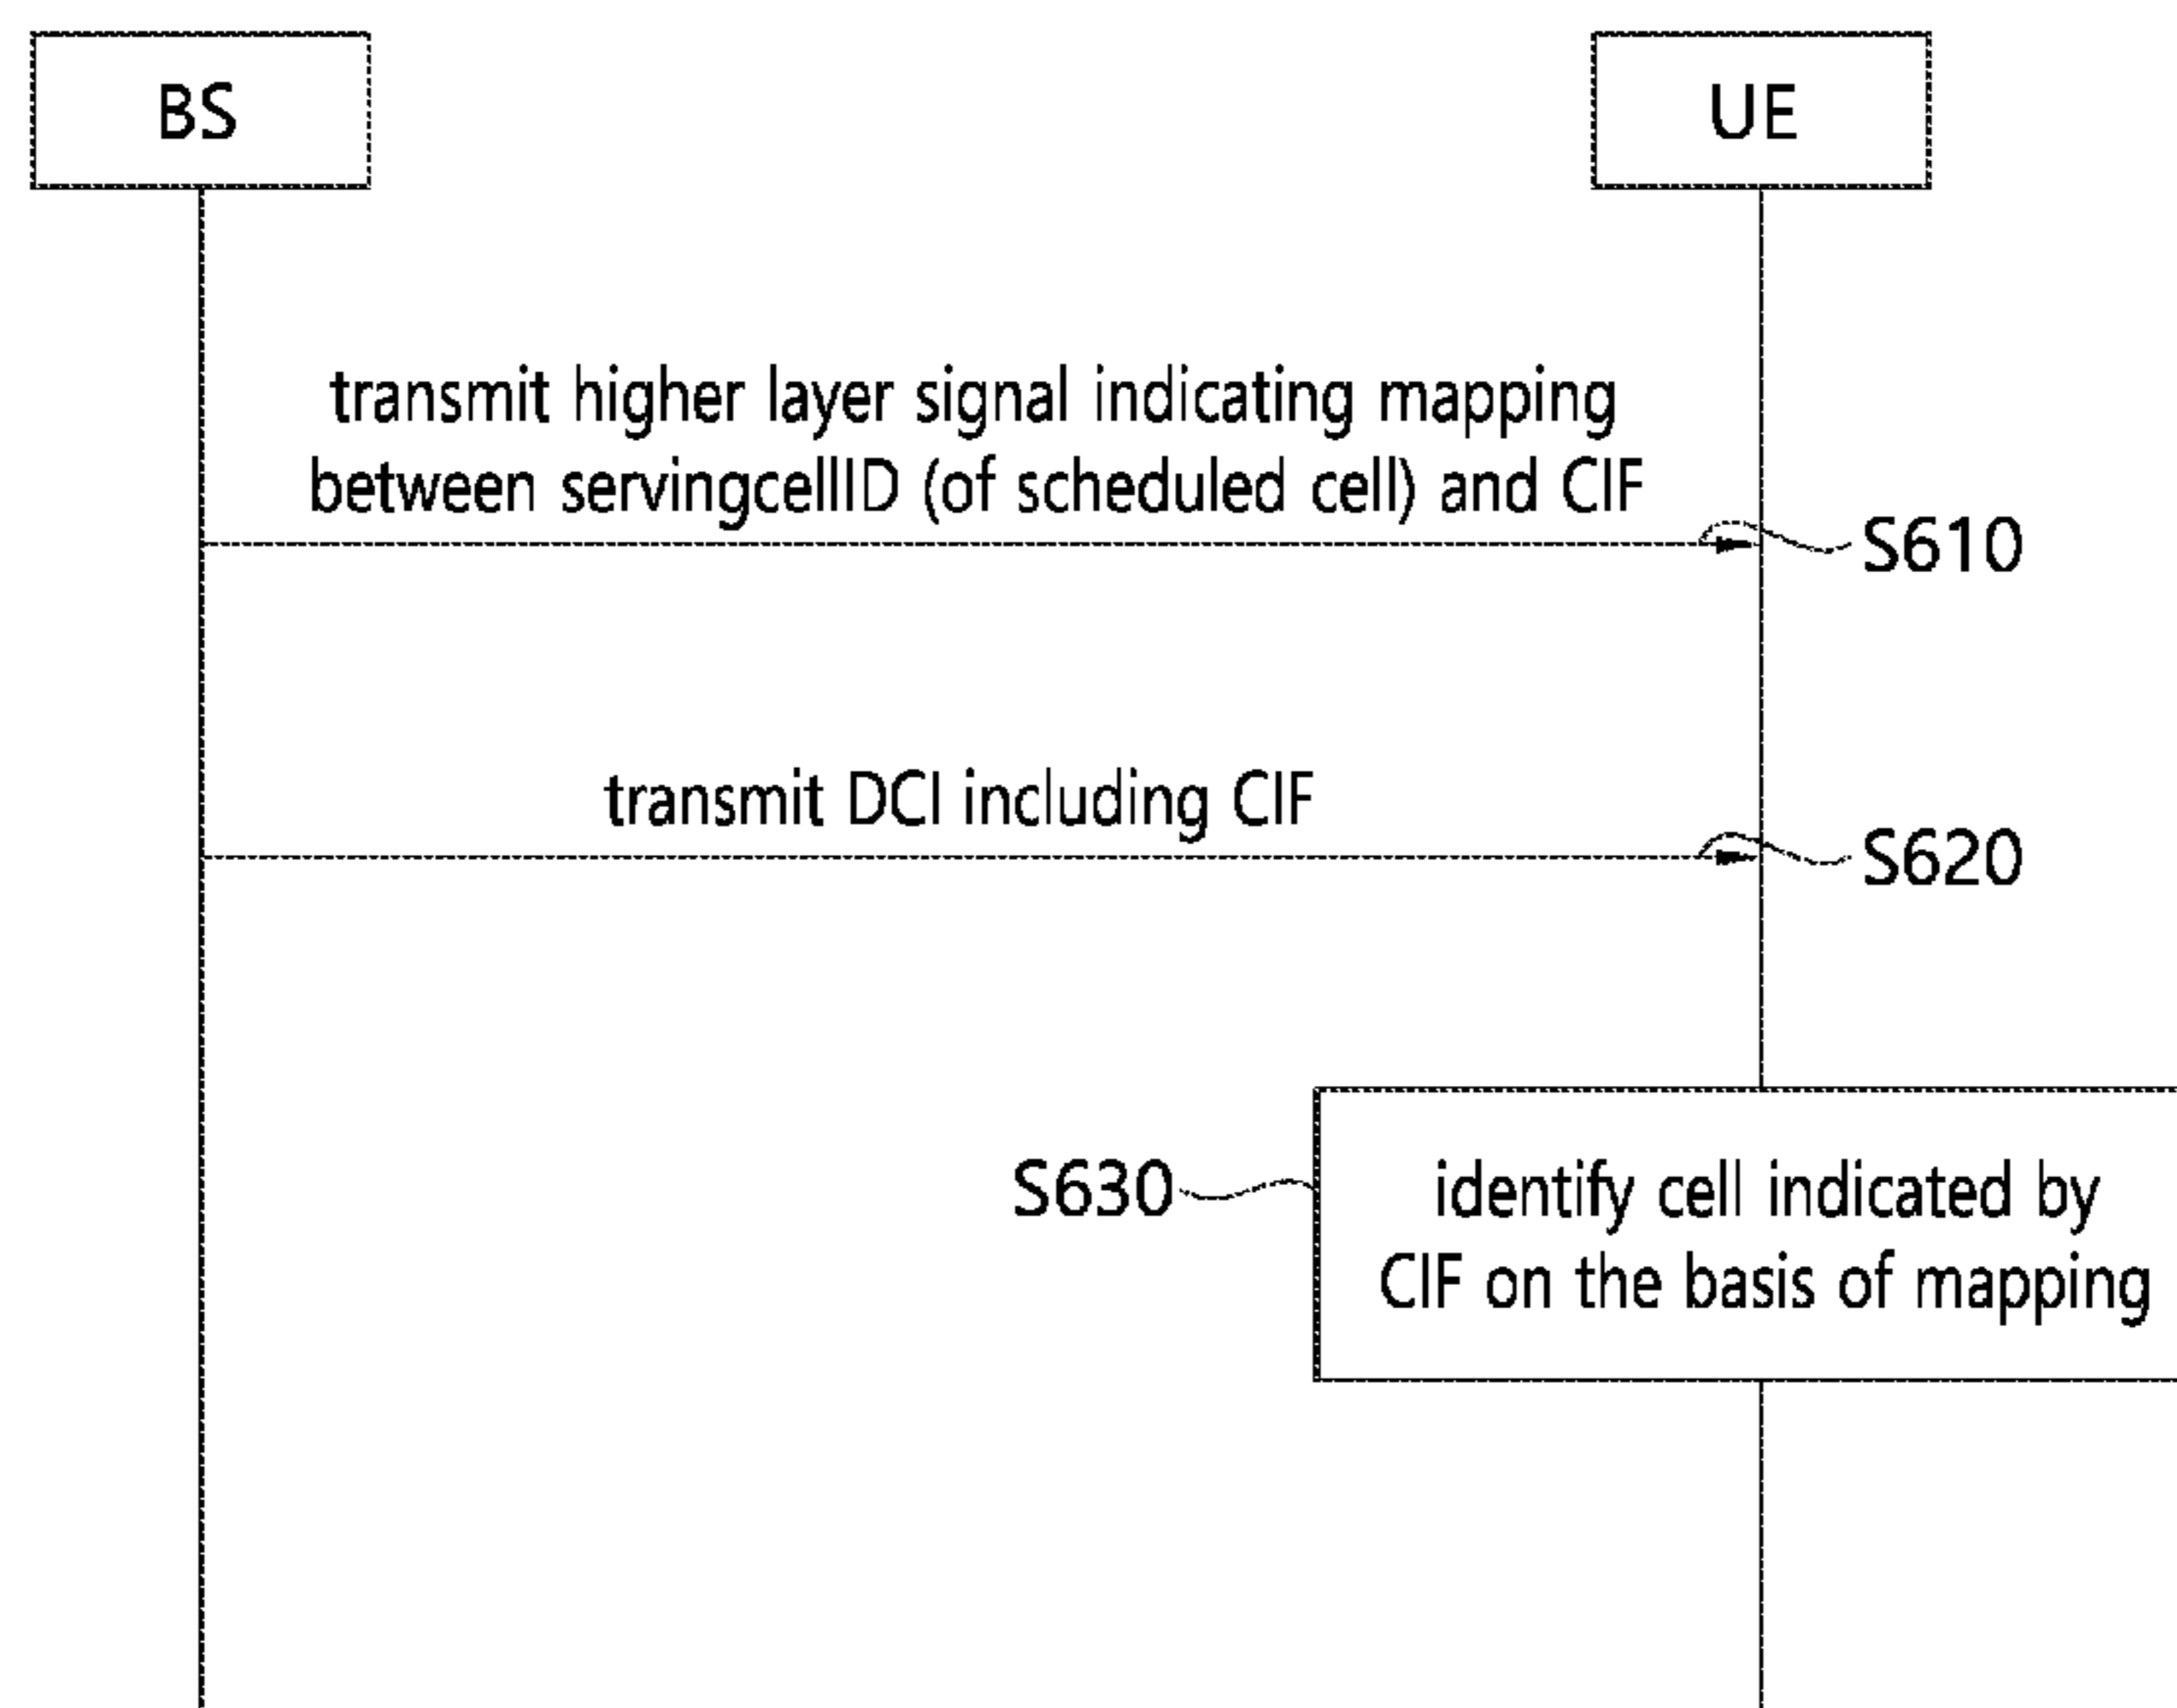 BS
UE
transmit higher layer signal indicating mapping
between servingcellID (of scheduled cell) and CIF
S610
transmit DCI including CIF
S620
S630
identify cell indicated by
CIF on the basis of mapping